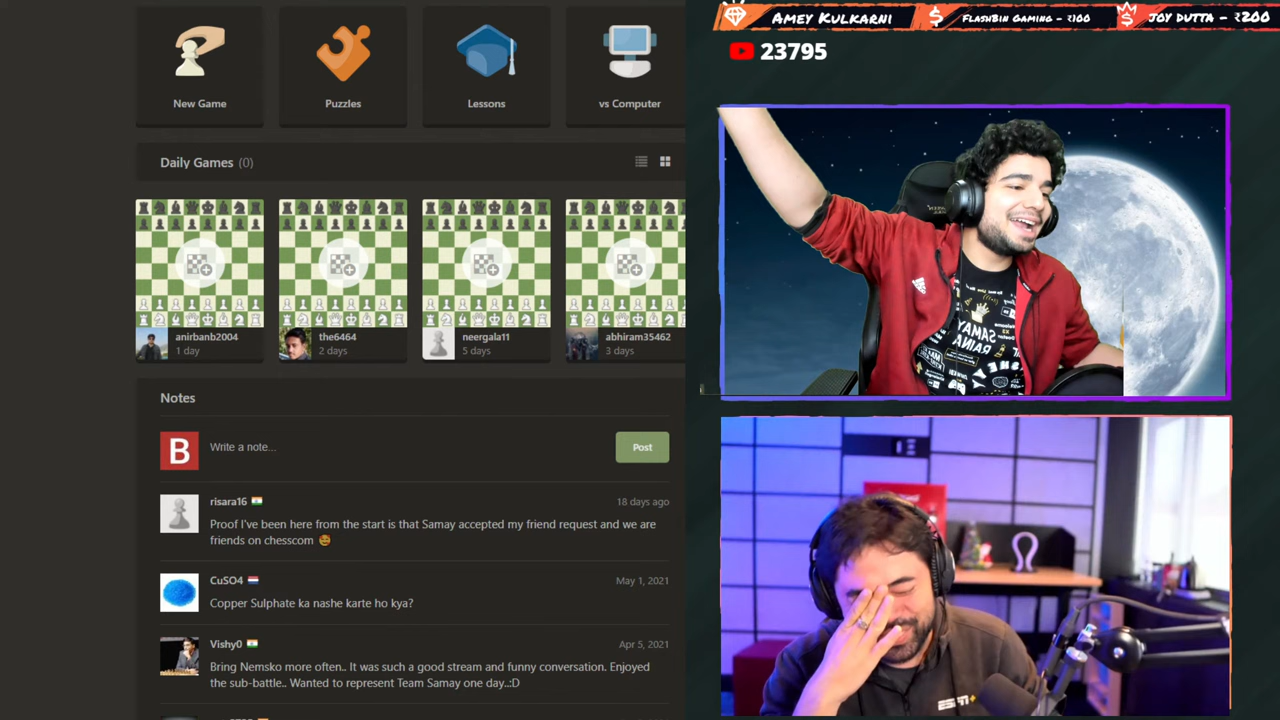 New Game
Puzzles
Lessons
vs Computer
Daily Games (0)
anirbanb2004
1 day
the6464
2 days
neergala11
5 days
abhiram35462
3 days
Notes
B
Write a note...
Post
risara16
18 days ago
Proof I've been here from the start is that Samay accepted my friend request and we are
friends on chesscom
CuSO4
May 1, 2021
Copper Sulphate ka nashe karte ho kya?
Vishy0
Apr 5, 2021
Bring Nemsko more often.. It was such a good stream and funny conversation. Enjoyed
the sub-battle.. Wanted to represent Team Samay one day..:D
Amey Kulkarni
FlashBin Gaming - ₹100
Joy Dutta - ₹200
23795
SAMAY
RAINA
ESPN+